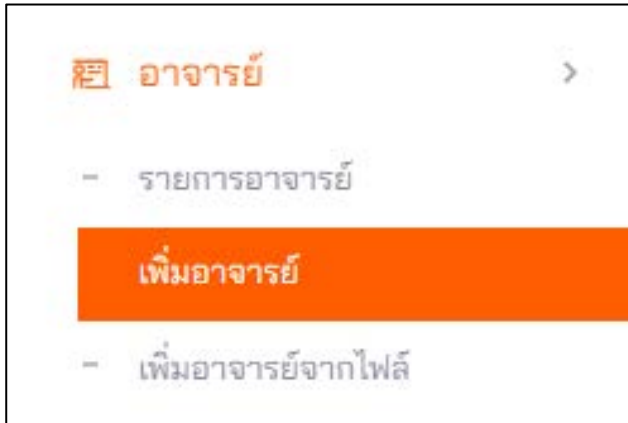 อาจารย์
- รายการอาจารย์
เพิ่มอาจารย์
- เพิ่มอาจารย์จากไฟล์